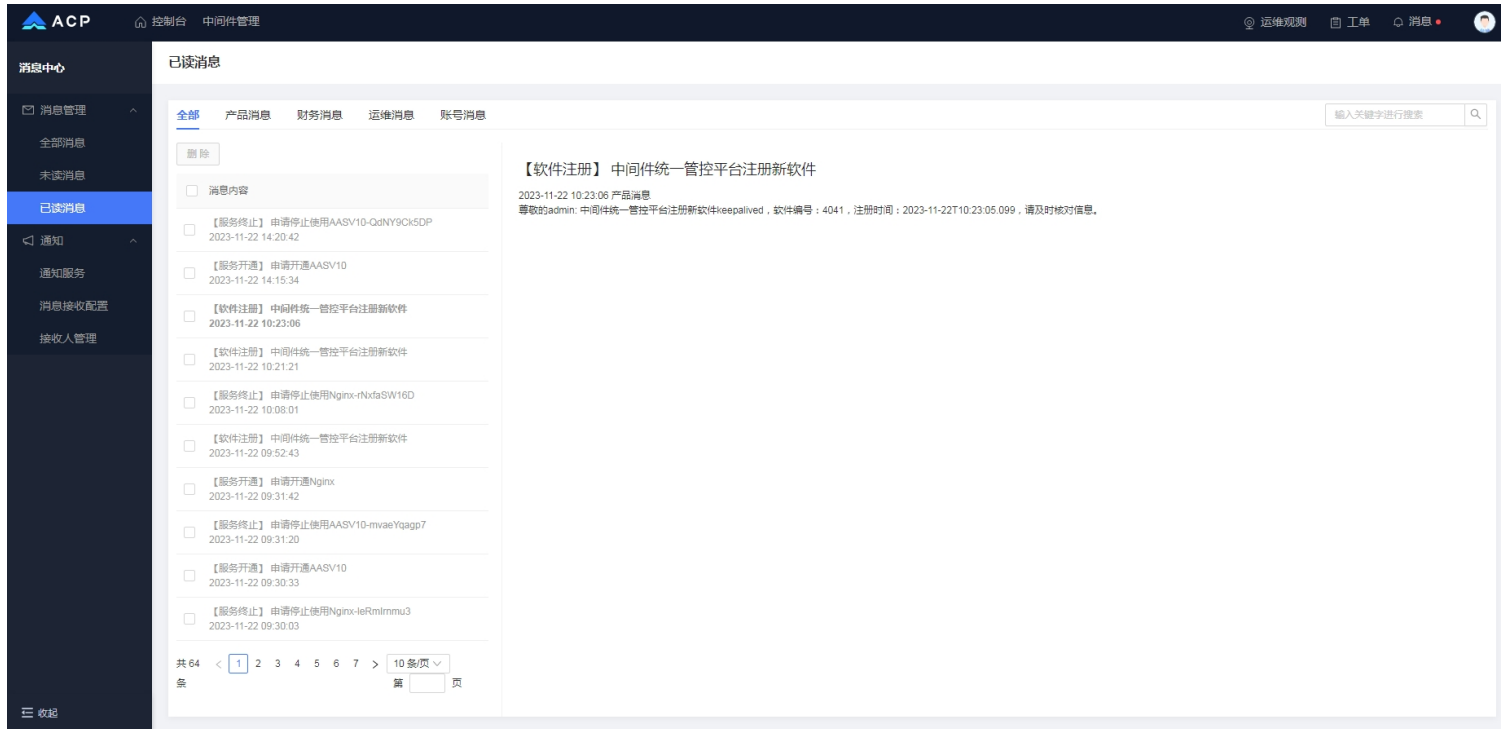 ACP 控制台 中间件管理 运维观测 工单 消息
消息中心
消息管理
全部消息
未读消息
已读消息
通知
通知服务
消息接收配置
接收人管理
收起
已读消息
全部 产品消息 财务消息 运维消息 账号消息 输入关键字进行搜索
删除
消息内容
【服务终止】 申请停止使用AASV10-QdNY9Ck5DP
2023-11-22 14:20:42
【服务开通】 申请开通AASV10
2023-11-22 14:15:34
【软件注册】 中间件统一管控平台注册新软件
2023-11-22 10:23:06
【软件注册】 中间件统一管控平台注册新软件
2023-11-22 10:21:21
【服务终止】 申请停止使用Nginx-rNxfaSW16D
2023-11-22 10:08:01
【软件注册】 中间件统一管控平台注册新软件
2023-11-22 09:52:43
【服务开通】 申请开通Nginx
2023-11-22 09:31:42
【服务终止】 申请停止使用AASV10-mvaeYqagp7
2023-11-22 09:31:20
【服务开通】 申请开通AASV10
2023-11-22 09:30:33
【服务终止】 申请停止使用Nginx-leRmlrnmu3
2023-11-22 09:30:03
共 64 条 < 1 2 3 4 5 6 7 > 10 条/页
第 页
【软件注册】 中间件统一管控平台注册新软件
2023-11-22 10:23:06 产品消息
尊敬的admin: 中间件统一管控平台注册新软件keepalived，软件编号：4041，注册时间：2023-11-22T10:23:05.099，请及时核对信息。